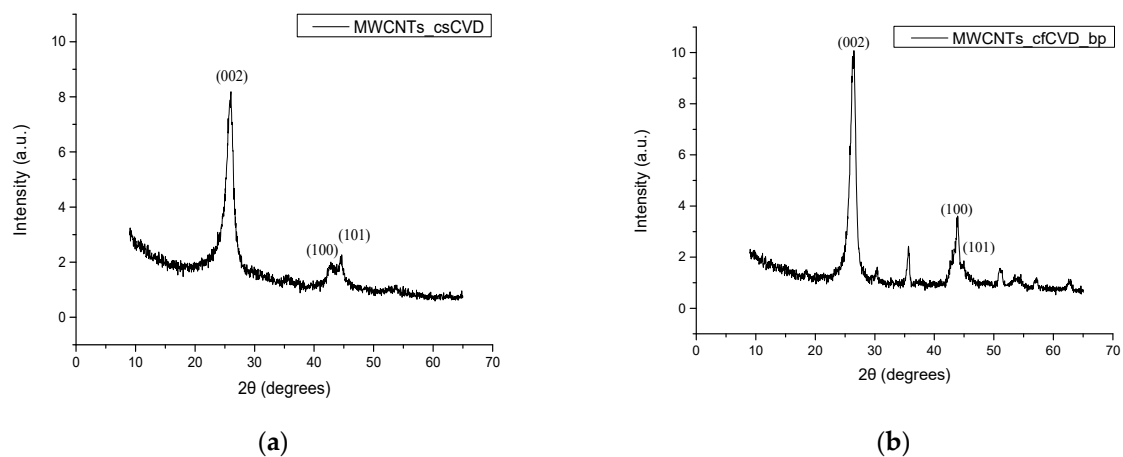 MWCNTs_csCVD
(002)
(100)
(101)
Intensity (a.u.)
10
8
6
4
2
0
0 10 20 30 40 50 60 70
2θ (degrees)
(a)
MWCNTs_cfCVD_bp
(002)
(100)
(101)
Intensity (a.u.)
10
8
6
4
2
0
0 10 20 30 40 50 60 70
2θ (degrees)
(b)